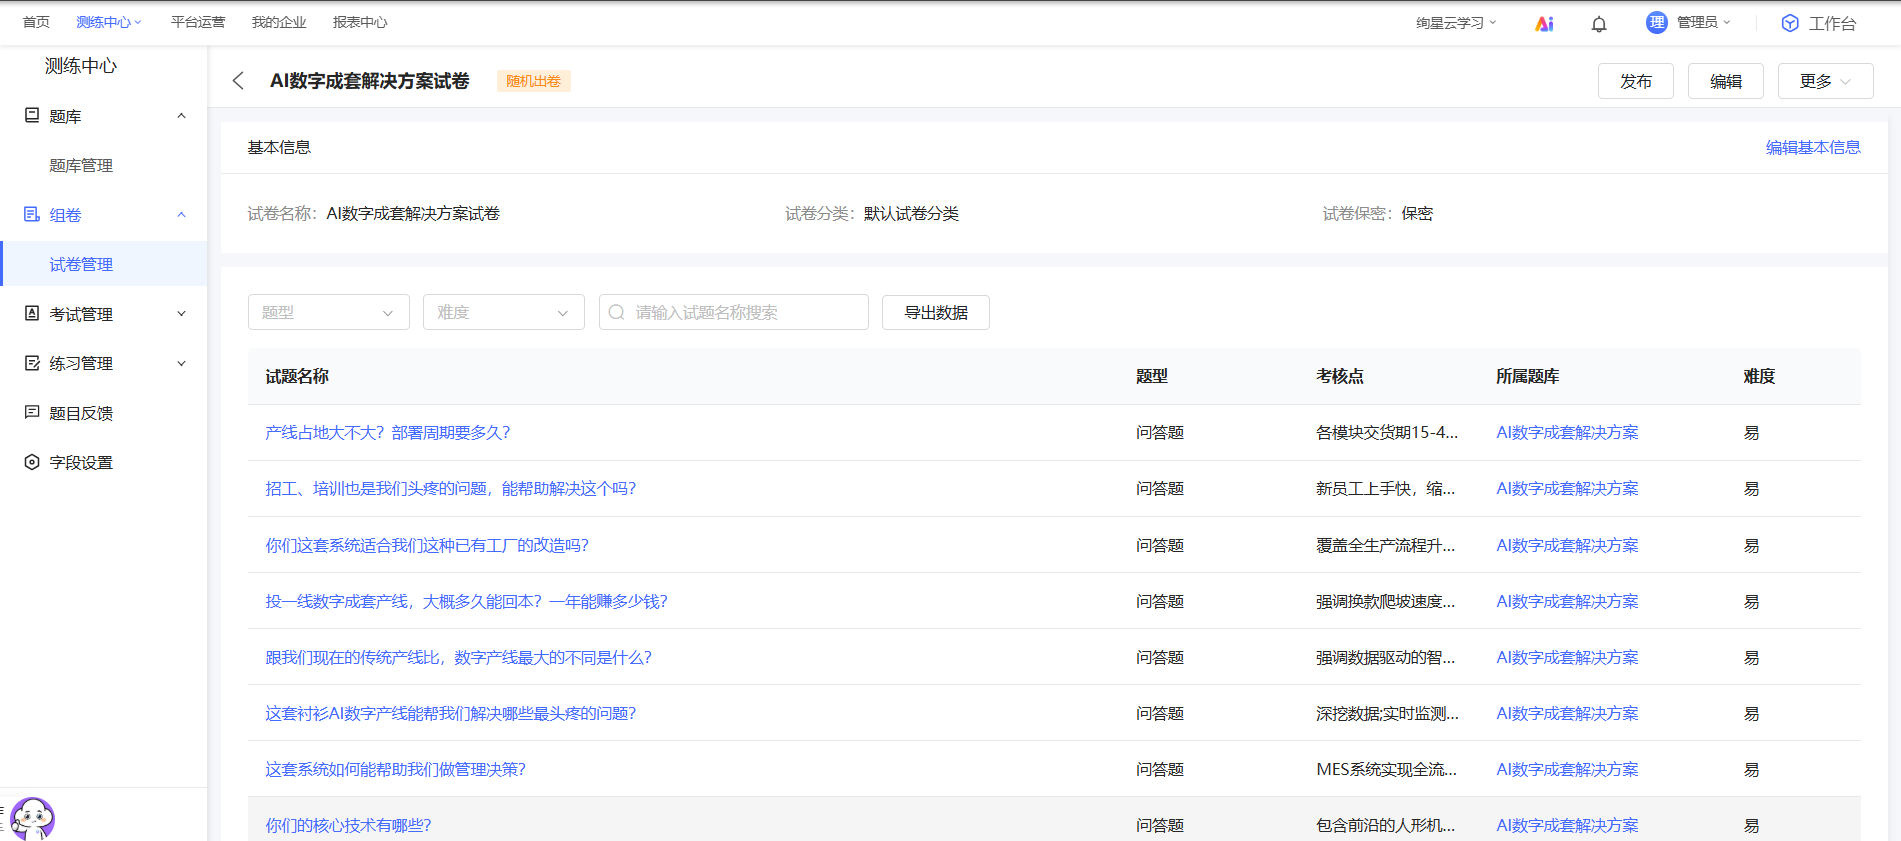 首页 测练中心 平台运营 我的企业 报表中心 绚星云学习 Ai 理 管理员 工作台
测练中心
题库
题库管理
组卷
试卷管理
考试管理
练习管理
题目反馈
字段设置
AI数字成套解决方案试卷 随机出卷 发布 编辑 更多
基本信息 编辑基本信息
试卷名称: AI数字成套解决方案试卷 试卷分类: 默认试卷分类 试卷保密: 保密
题型 难度 请输入试题名称搜索 导出数据
试题名称 题型 考核点 所属题库 难度
产线占地大不大？部署周期要多久？ 问答题 各模块交货期15-4... AI数字成套解决方案 易
招工、培训也是我们头疼的问题，能帮助解决这个吗？ 问答题 新员工上手快，缩... AI数字成套解决方案 易
你们这套系统适合我们这种已有工厂的改造吗？ 问答题 覆盖全生产流程升... AI数字成套解决方案 易
投一线数字成套产线，大概多久能回本？一年能赚多少钱？ 问答题 强调换款爬坡速度... AI数字成套解决方案 易
跟我们现在的传统产线比，数字产线最大的不同是什么？ 问答题 强调数据驱动的智... AI数字成套解决方案 易
这套衬衫AI数字产线能帮我们解决哪些最头疼的问题？ 问答题 深挖数据;实时监测... AI数字成套解决方案 易
这套系统如何能帮助我们做管理决策？ 问答题 MES系统实现全流... AI数字成套解决方案 易
你们的核心技术有哪些？ 问答题 包含前沿的人形机... AI数字成套解决方案 易